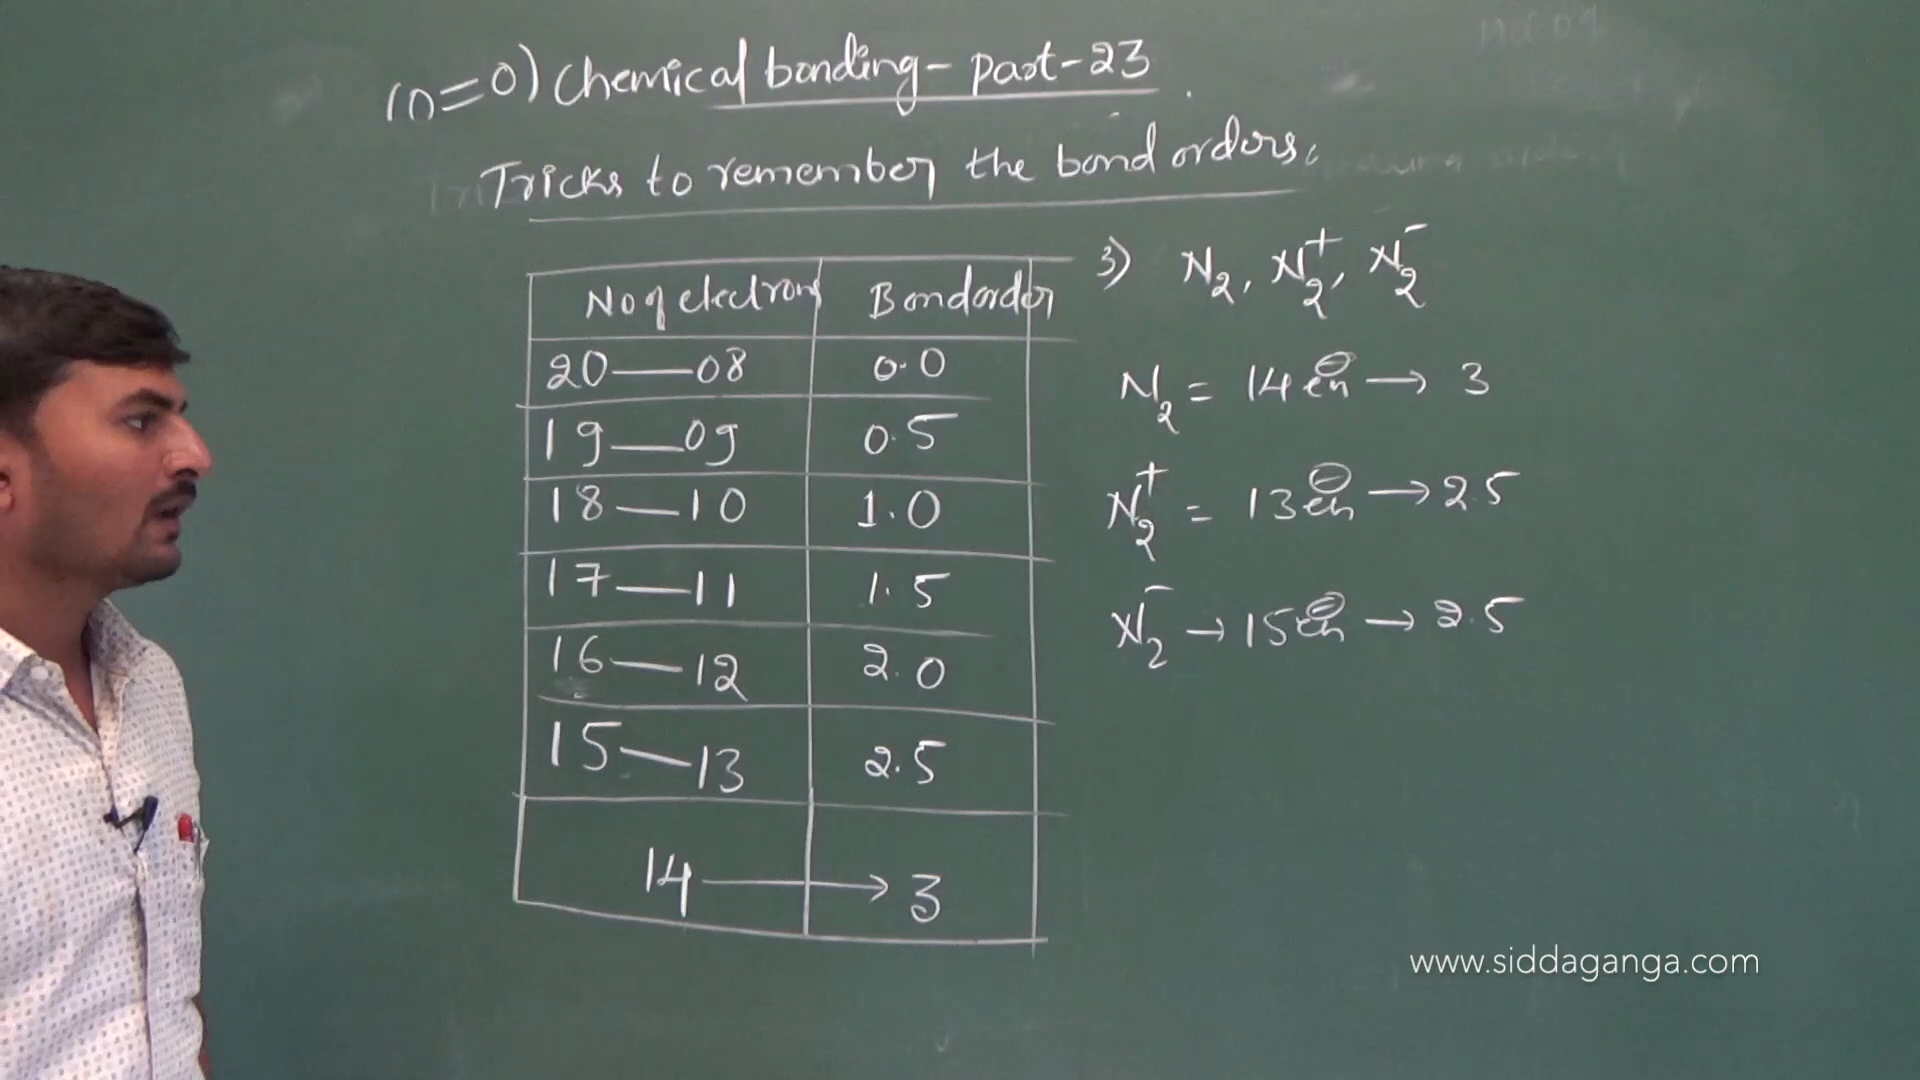 (n=0) Chemical bonding - part-23
Tricks to remember the bond orders.
No of electrons Bond order
20—08 0.0
19—09 0.5
18—10 1.0
17—11 1.5
16—12 2.0
15—13 2.5
14 → 3
3) N₂, N₂⁺, N₂⁻
N₂ = 14 en → 3
N₂⁺ = 13 en → 2.5
N₂⁻ → 15 en → 2.5
www.siddaganga.com